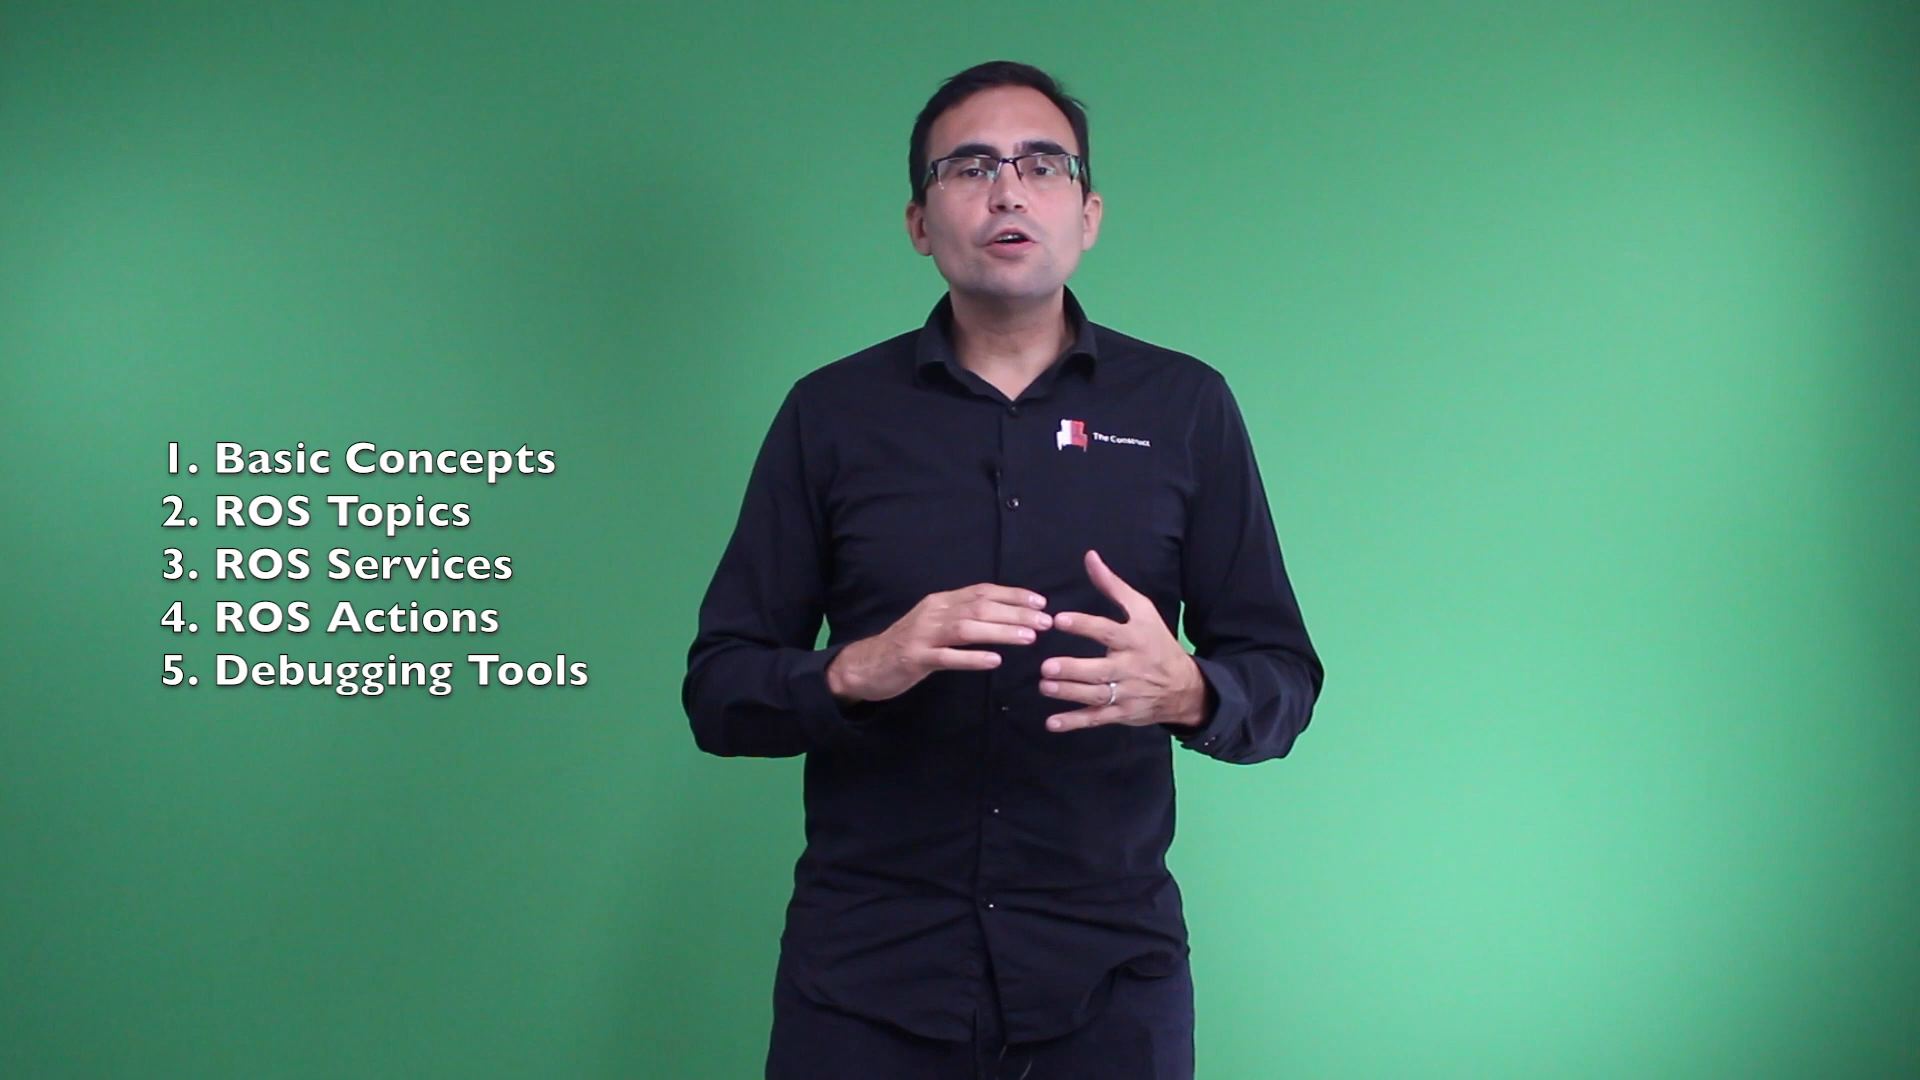 The Construct
1. Basic Concepts
2. ROS Topics
3. ROS Services
4. ROS Actions
5. Debugging Tools